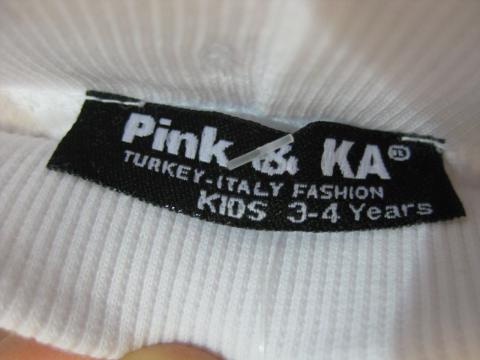 Pink & KA®
TURKEY-ITALY FASHION
KIDS 3-4 Years